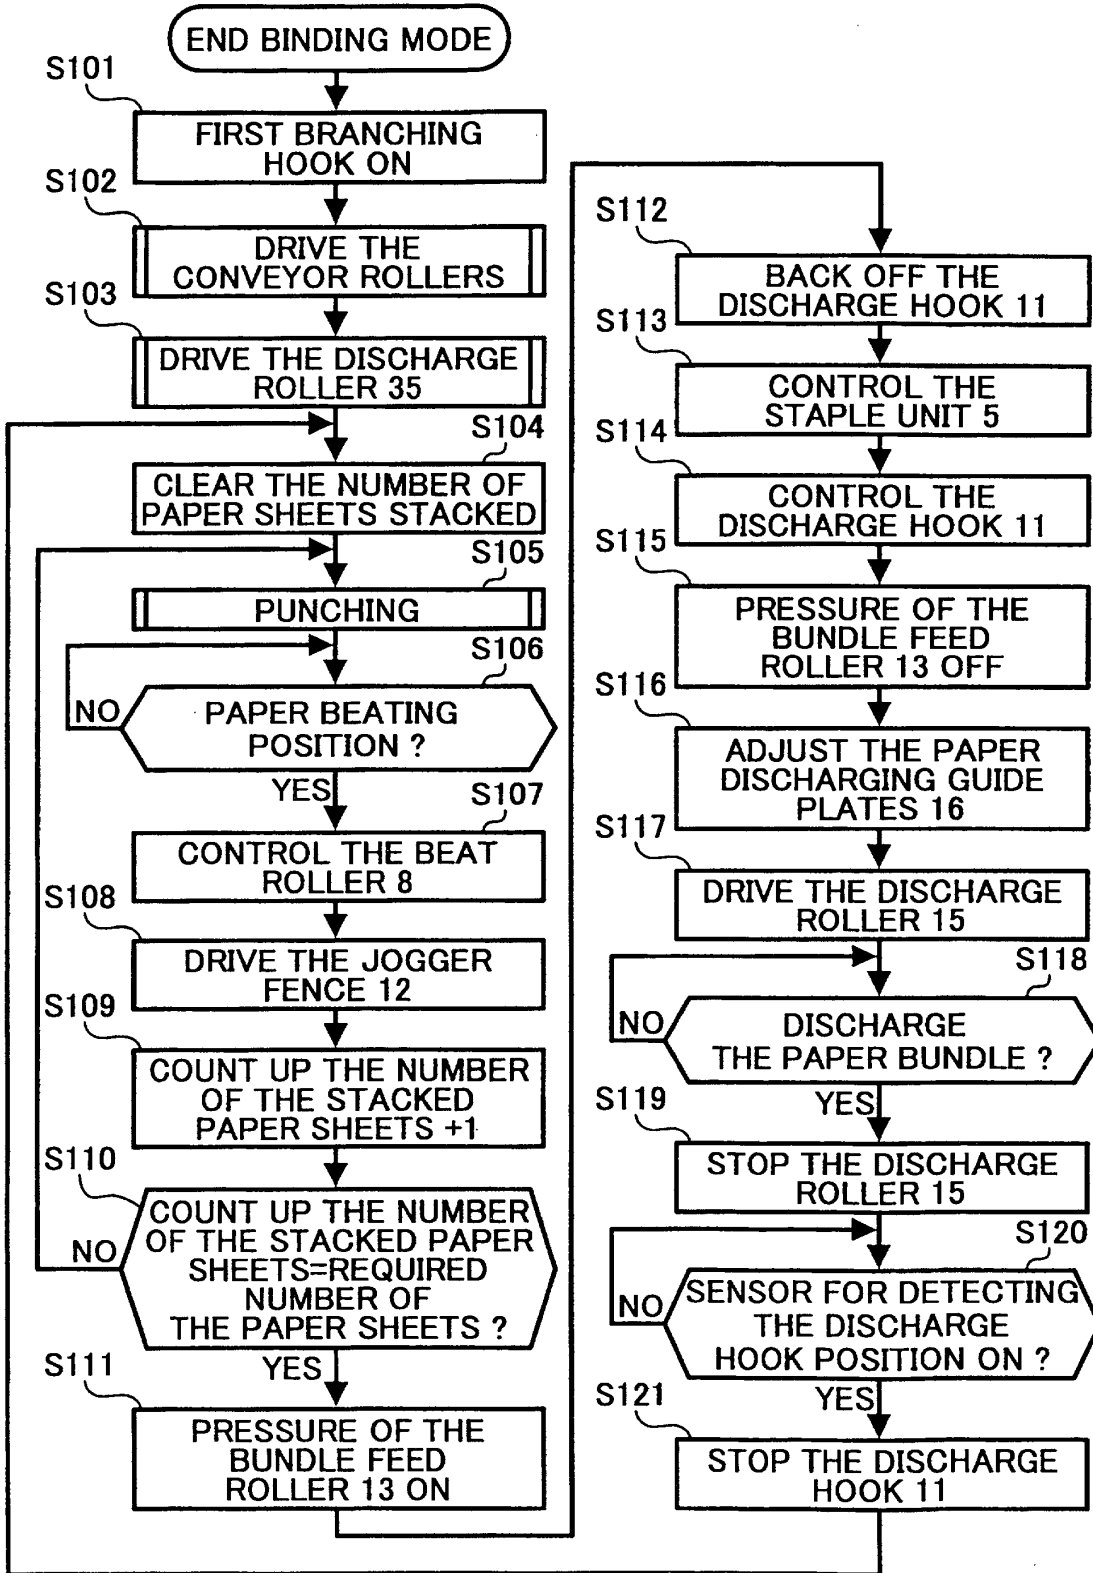 END BINDING MODE
S101
FIRST BRANCHING
HOOK ON
S102
DRIVE THE
CONVEYOR ROLLERS
S103
DRIVE THE DISCHARGE
ROLLER 35
S104
CLEAR THE NUMBER OF
PAPER SHEETS STACKED
S105
PUNCHING
S106
NO
PAPER BEATING
POSITION ?
YES
S107
CONTROL THE BEAT
ROLLER 8
S108
DRIVE THE JOGGER
FENCE 12
S109
COUNT UP THE NUMBER
OF THE STACKED
PAPER SHEETS +1
S110
NO
COUNT UP THE NUMBER
OF THE STACKED PAPER
SHEETS=REQUIRED
NUMBER OF
THE PAPER SHEETS ?
YES
S111
PRESSURE OF THE
BUNDLE FEED
ROLLER 13 ON
S112
BACK OFF THE
DISCHARGE HOOK 11
S113
CONTROL THE
STAPLE UNIT 5
S114
CONTROL THE
DISCHARGE HOOK 11
S115
PRESSURE OF THE
BUNDLE FEED
ROLLER 13 OFF
S116
ADJUST THE PAPER
DISCHARGING GUIDE
PLATES 16
S117
DRIVE THE DISCHARGE
ROLLER 15
S118
NO
DISCHARGE
THE PAPER BUNDLE ?
YES
S119
STOP THE DISCHARGE
ROLLER 15
S120
NO
SENSOR FOR DETECTING
THE DISCHARGE
HOOK POSITION ON ?
YES
S121
STOP THE DISCHARGE
HOOK 11